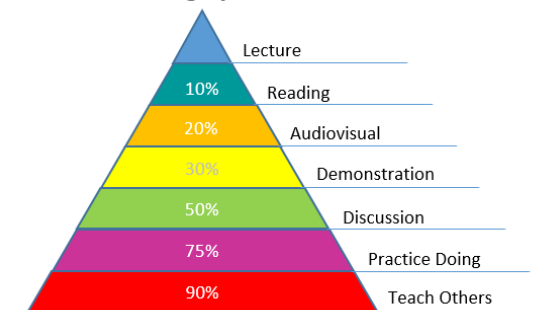 Lecture
10% Reading
20% Audiovisual
30% Demonstration
50% Discussion
75% Practice Doing
90% Teach Others